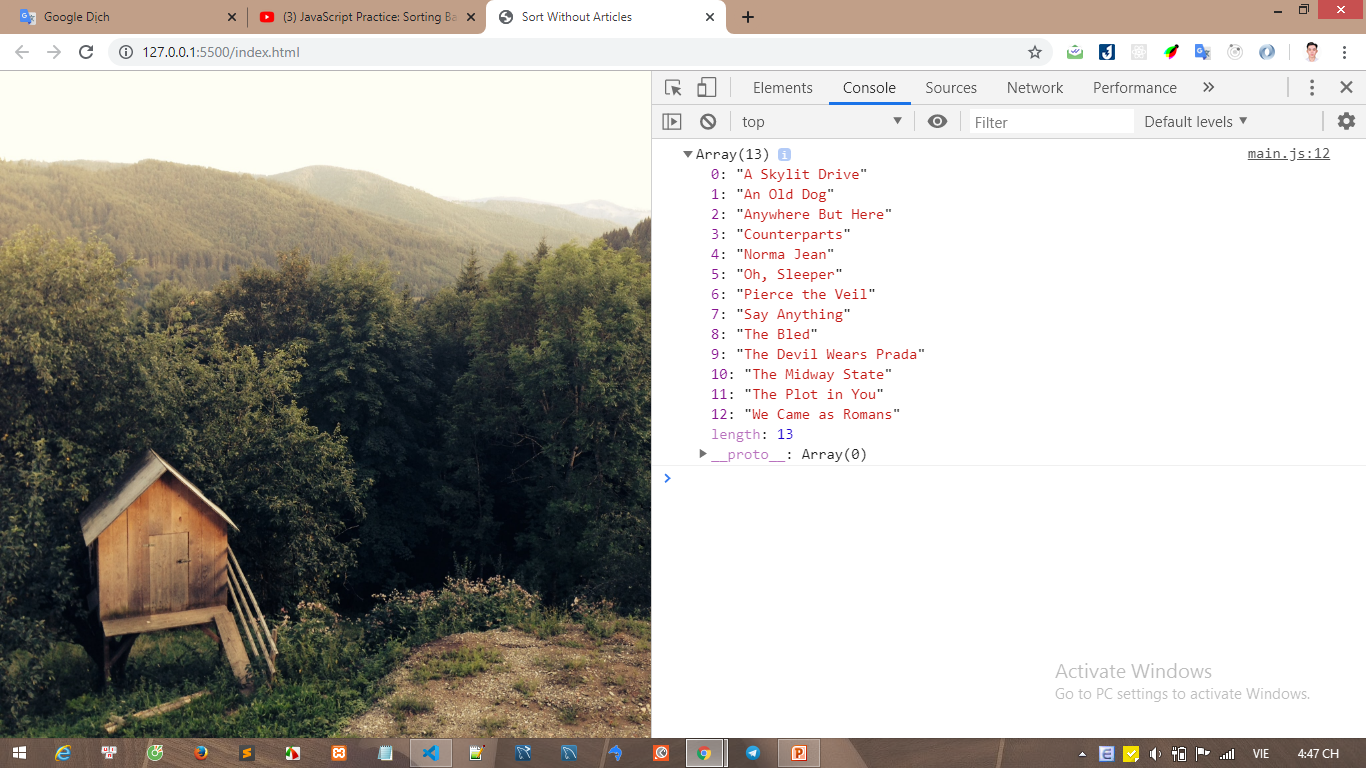 Google Dịch
(3) JavaScript Practice: Sorting Ba
Sort Without Articles
127.0.0.1:5500/index.html
Elements
Console
Sources
Network
Performance
top
Filter
Default levels
Array(13)
main.js:12
0: "A Skylit Drive"
1: "An Old Dog"
2: "Anywhere But Here"
3: "Counterparts"
4: "Norma Jean"
5: "Oh, Sleeper"
6: "Pierce the Veil"
7: "Say Anything"
8: "The Bled"
9: "The Devil Wears Prada"
10: "The Midway State"
11: "The Plot in You"
12: "We Came as Romans"
length: 13
__proto__: Array(0)
Activate Windows
Go to PC settings to activate Windows.
VIE
4:47 CH